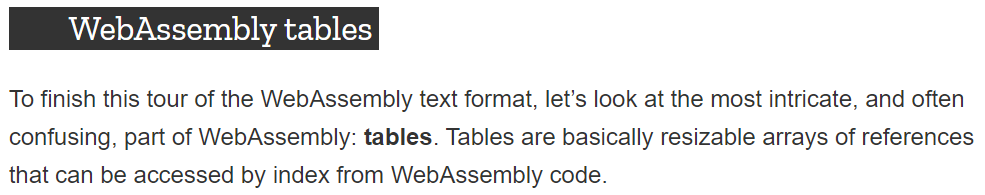 WebAssembly tables
To finish this tour of the WebAssembly text format, let’s look at the most intricate, and often
confusing, part of WebAssembly: tables. Tables are basically resizable arrays of references
that can be accessed by index from WebAssembly code.